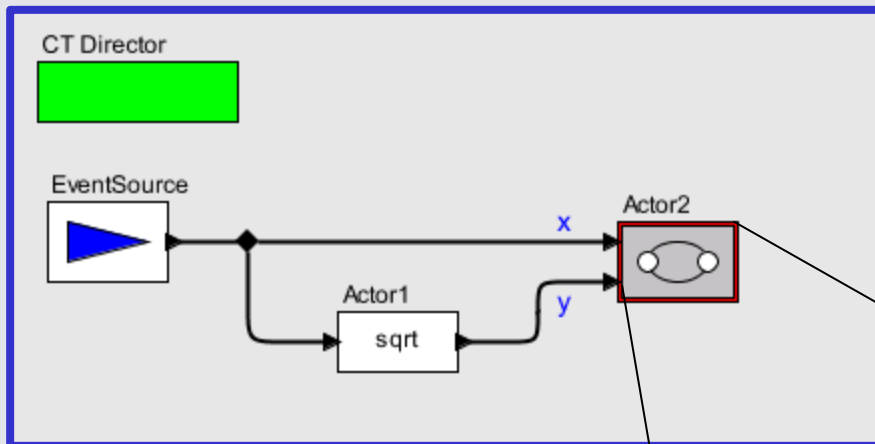 CT Director
EventSource
x
Actor2
Actor1
y
sqrt